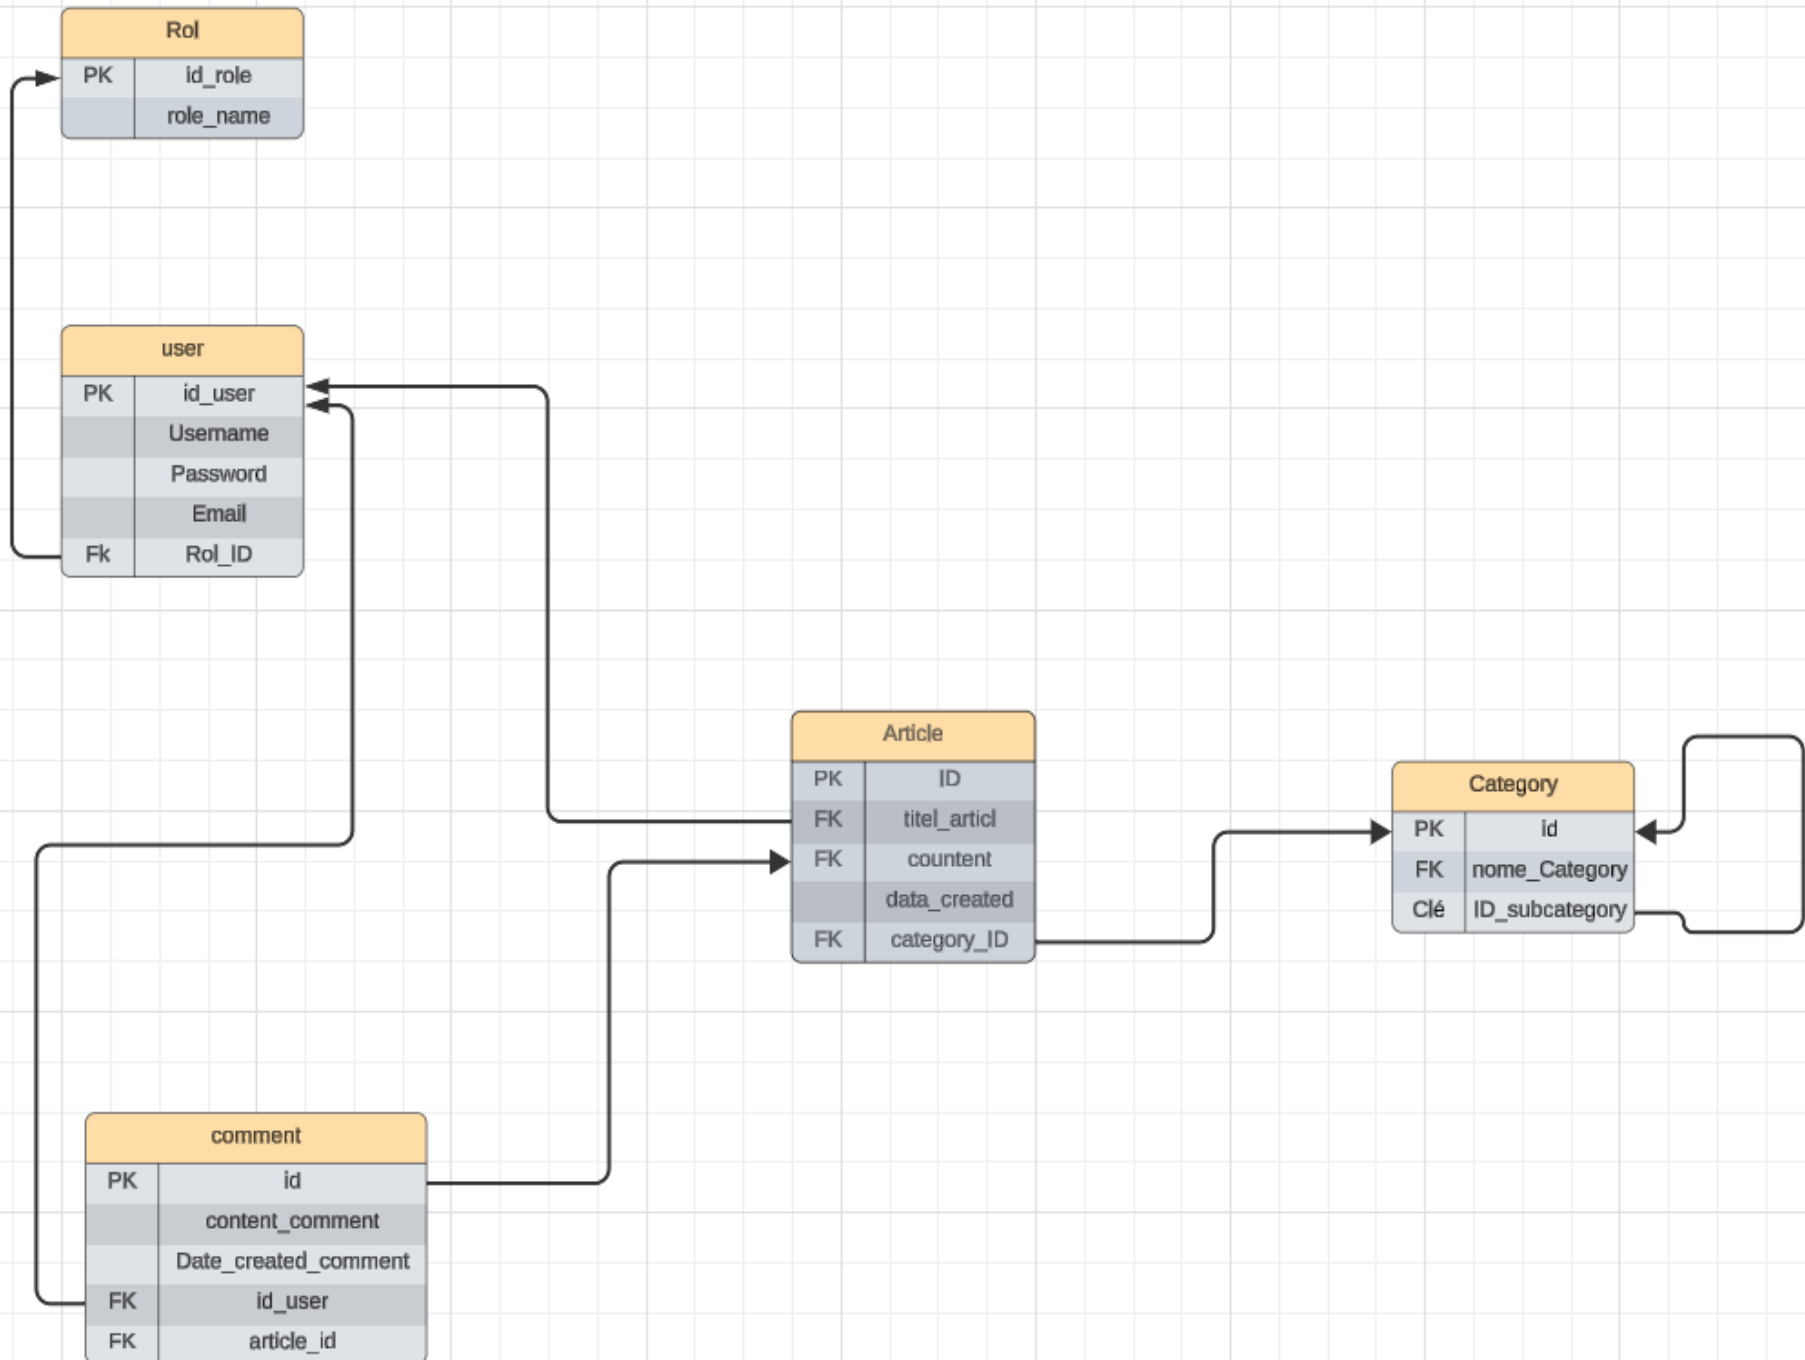 Rol
PK id_role
role_name
user
PK id_user
Username
Password
Email
Fk Rol_ID
Article
PK ID
FK titel_articl
FK countent
data_created
FK category_ID
Category
PK id
FK nome_Category
Clé ID_subcategory
comment
PK id
content_comment
Date_created_comment
FK id_user
FK article_id